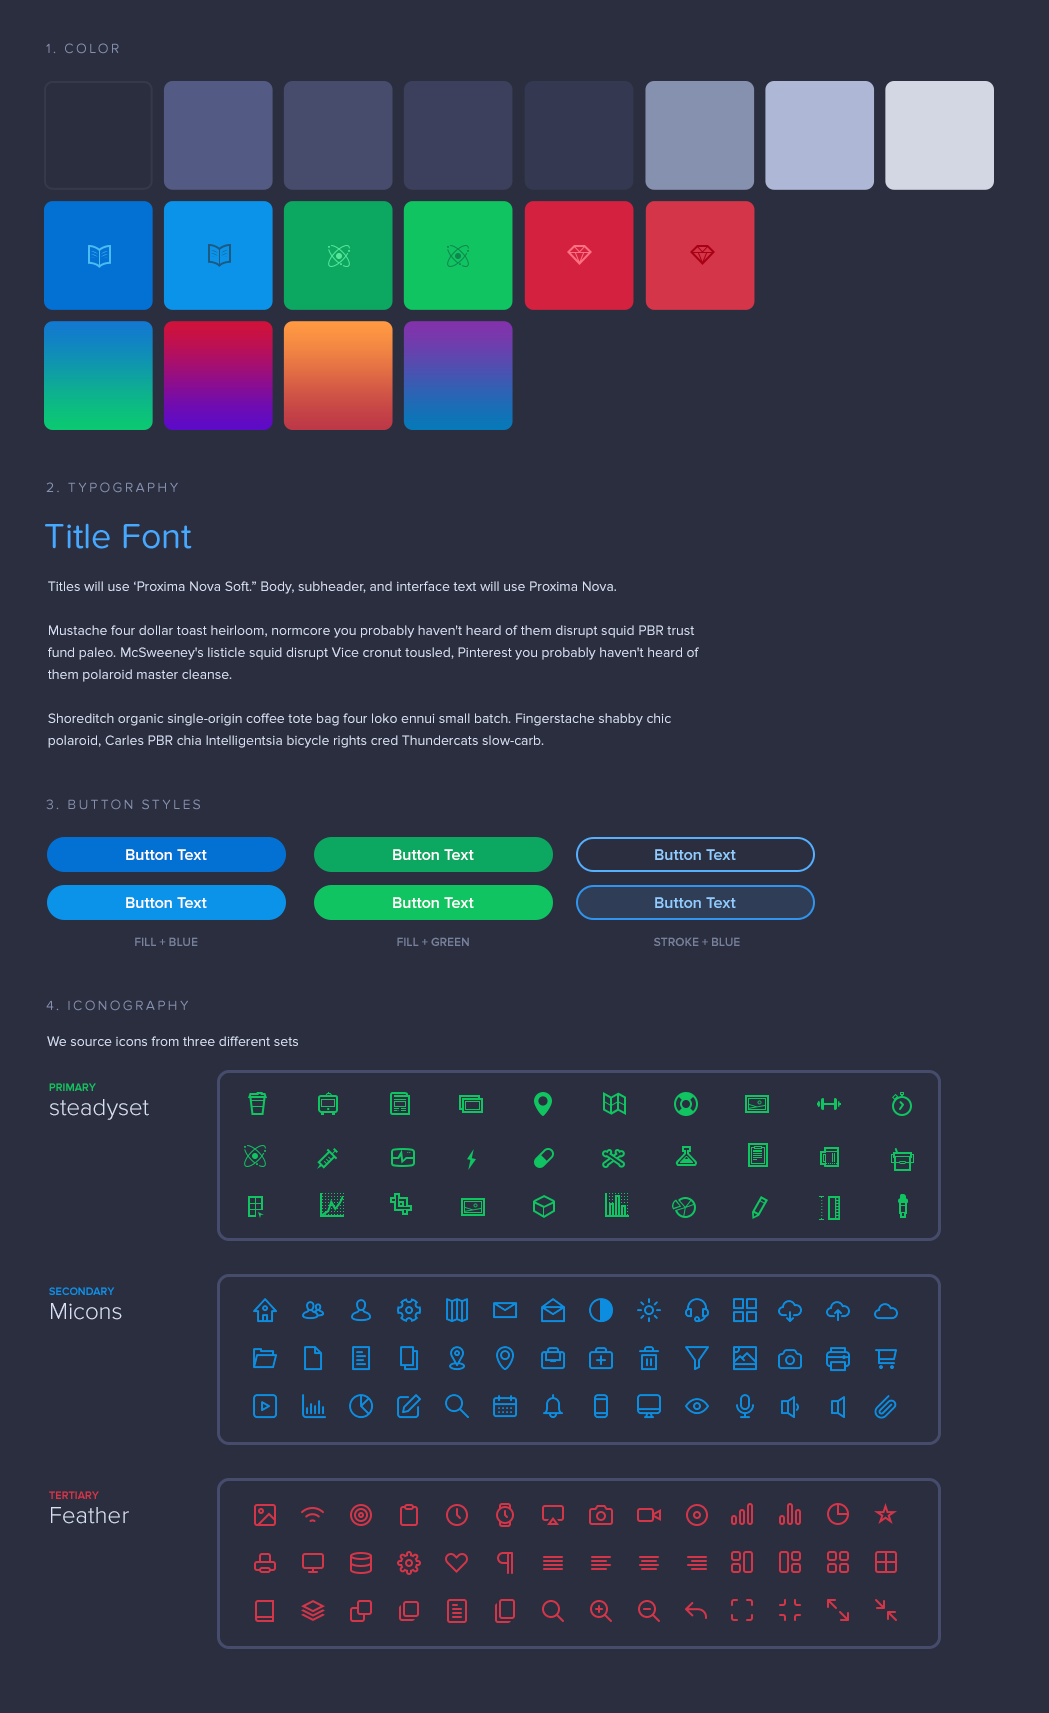 1. COLOR
2. TYPOGRAPHY
Title Font
Titles will use ‘Proxima Nova Soft.” Body, subheader, and interface text will use Proxima Nova.
Mustache four dollar toast heirloom, normcore you probably haven't heard of them disrupt squid PBR trust
fund paleo. McSweeney's listicle squid disrupt Vice cronut tousled, Pinterest you probably haven't heard of
them polaroid master cleanse.
Shoreditch organic single-origin coffee tote bag four loko ennui small batch. Fingerstache shabby chic
polaroid, Carles PBR chia Intelligentsia bicycle rights cred Thundercats slow-carb.
3. BUTTON STYLES
Button Text
Button Text
Button Text
Button Text
Button Text
Button Text
FILL + BLUE
FILL + GREEN
STROKE + BLUE
4. ICONOGRAPHY
We source icons from three different sets
PRIMARY
steadyset
SECONDARY
Micons
TERTIARY
Feather